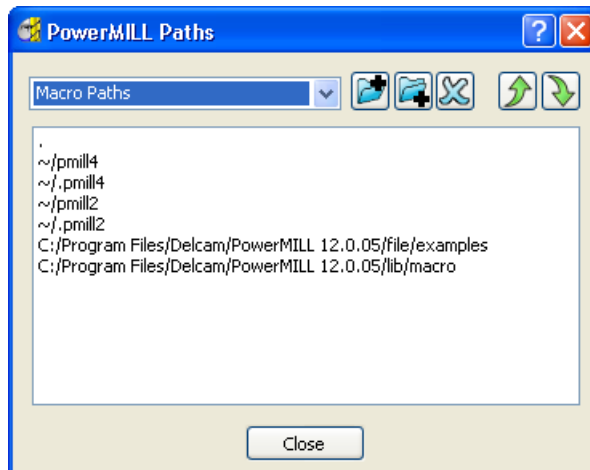 PowerMILL Paths
Macro Paths
.
~/pmill4
~/.pmill4
~/pmill2
~/.pmill2
C:/Program Files/Delcam/PowerMILL 12.0.05/file/examples
C:/Program Files/Delcam/PowerMILL 12.0.05/lib/macro
Close